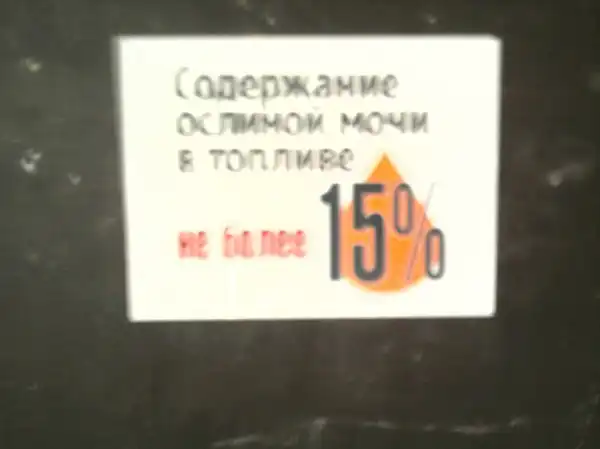 Содержание
ослиной мочи
в топливе
не более 15%